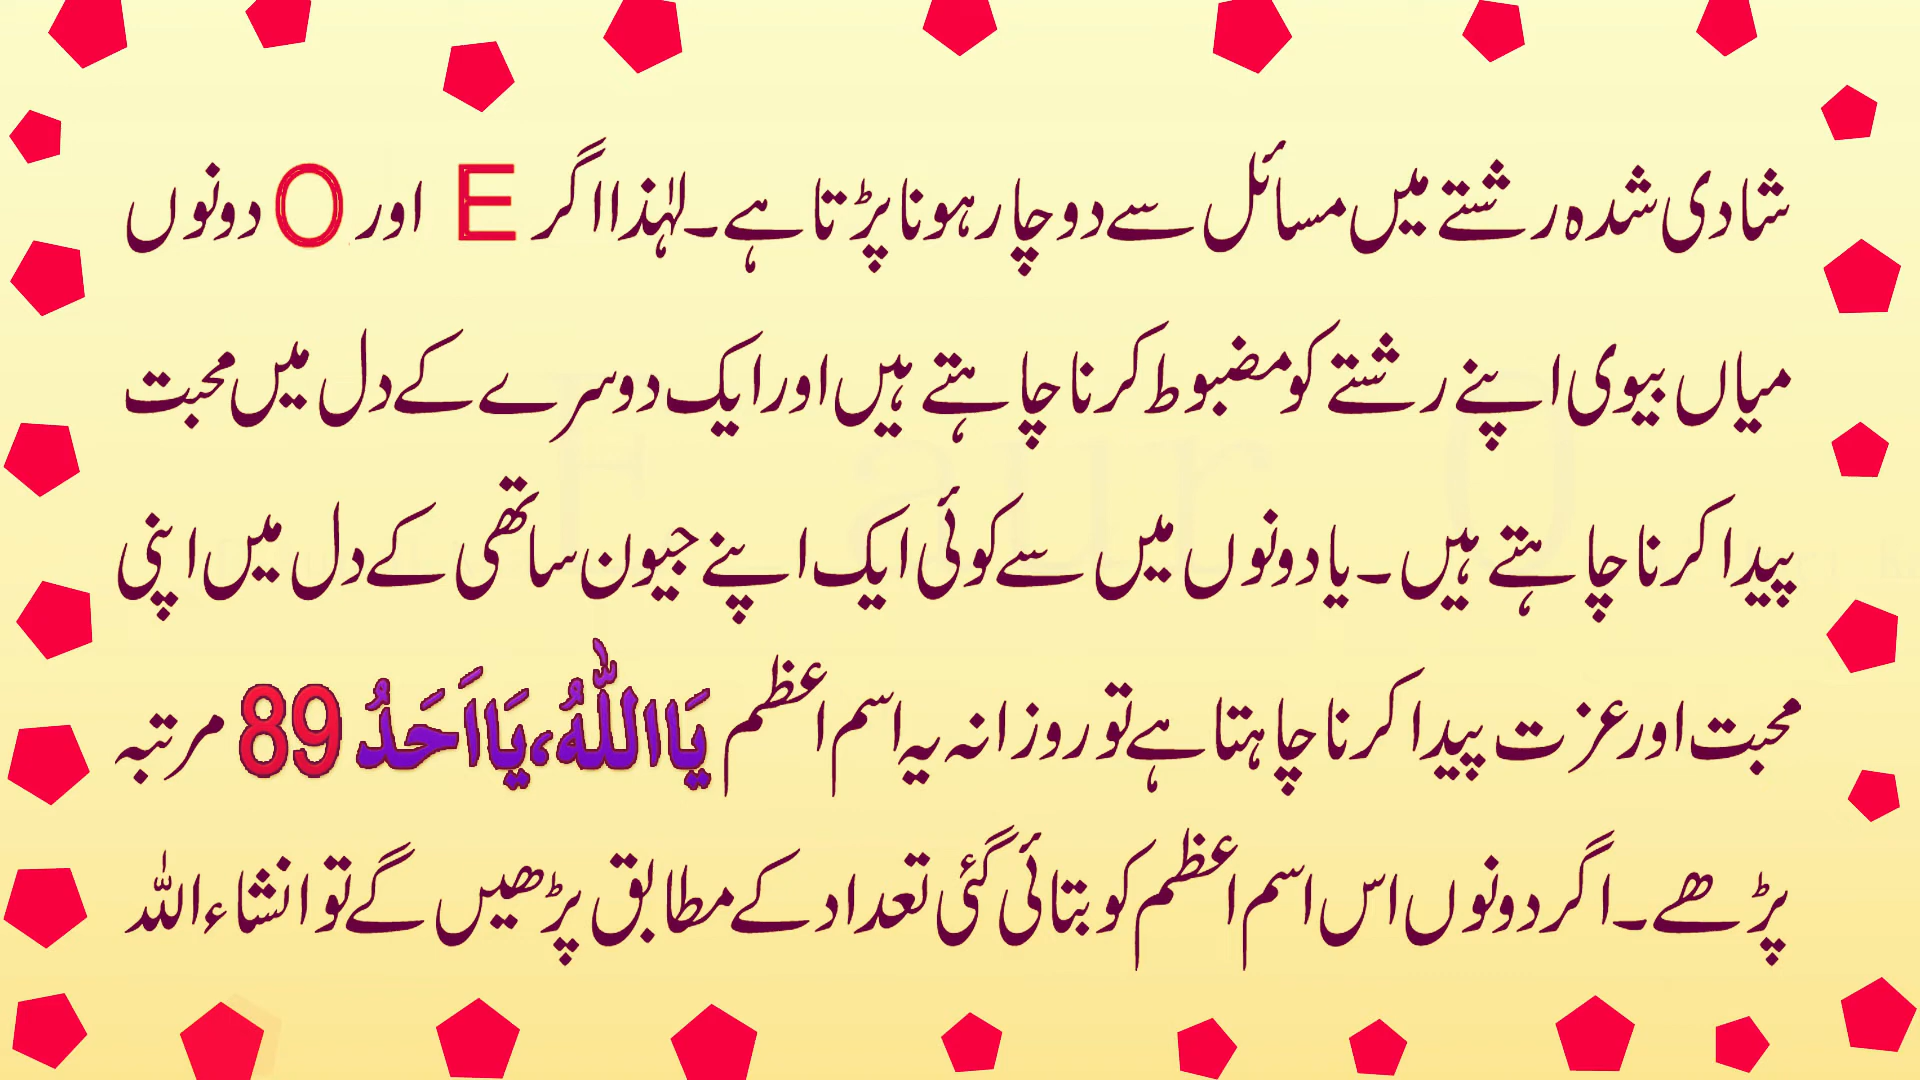 شادی شدہ رشتے میں مسائل سے دوچار ہونا پڑتا ہے۔ لہٰذا اگر E اور O دونوں
میاں بیوی اپنے رشتے کو مضبوط کرنا چاہتے ہیں اور ایک دوسرے کے دل میں محبت
پیدا کرنا چاہتے ہیں۔ یا دونوں میں سے کوئی ایک اپنے جیون ساتھی کے دل میں اپنی
محبت اور عزت پیدا کرنا چاہتا ہے تو روزانہ یہ اسم اعظم یَااللّٰہُ، یَااَحَدُ 89 مرتبہ
پڑھے۔ اگر دونوں اس اسم اعظم کو بتائی گئی تعداد کے مطابق پڑھیں گے تو انشاء اللہ